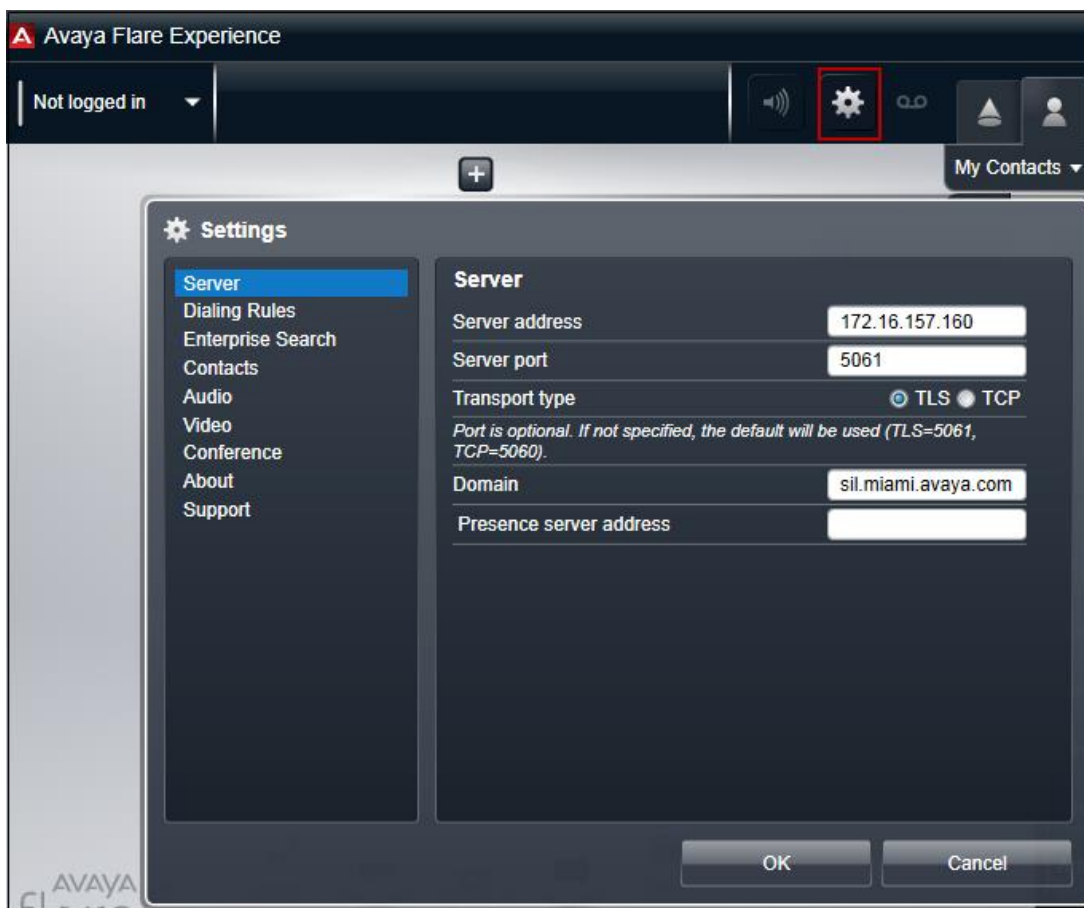 Avaya Flare Experience
Not logged in
My Contacts
Settings
Server
Dialing Rules
Enterprise Search
Contacts
Audio
Video
Conference
About
Support
Server
Server address 172.16.157.160
Server port 5061
Transport type TLS TCP
Port is optional. If not specified, the default will be used (TLS=5061,
TCP=5060).
Domain sil.miami.avaya.com
Presence server address
OK Cancel
AVAYA